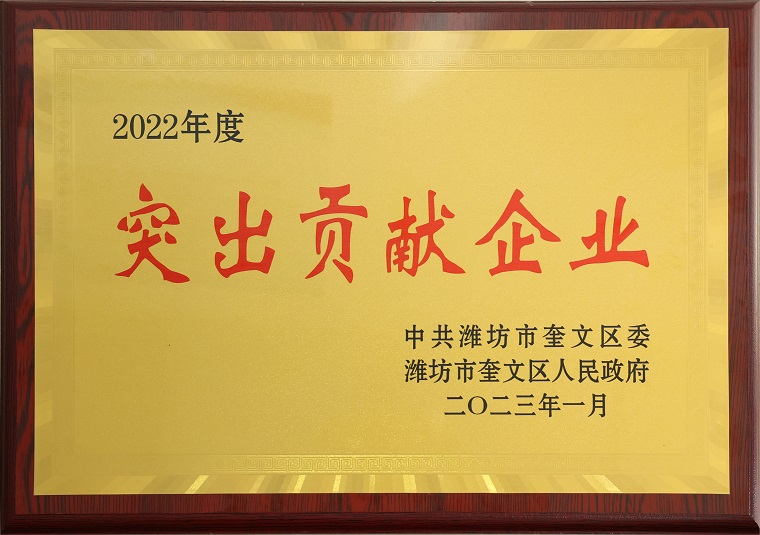 2022年度
突出贡献企业
中共潍坊市奎文区委
潍坊市奎文区人民政府
二〇二三年一月